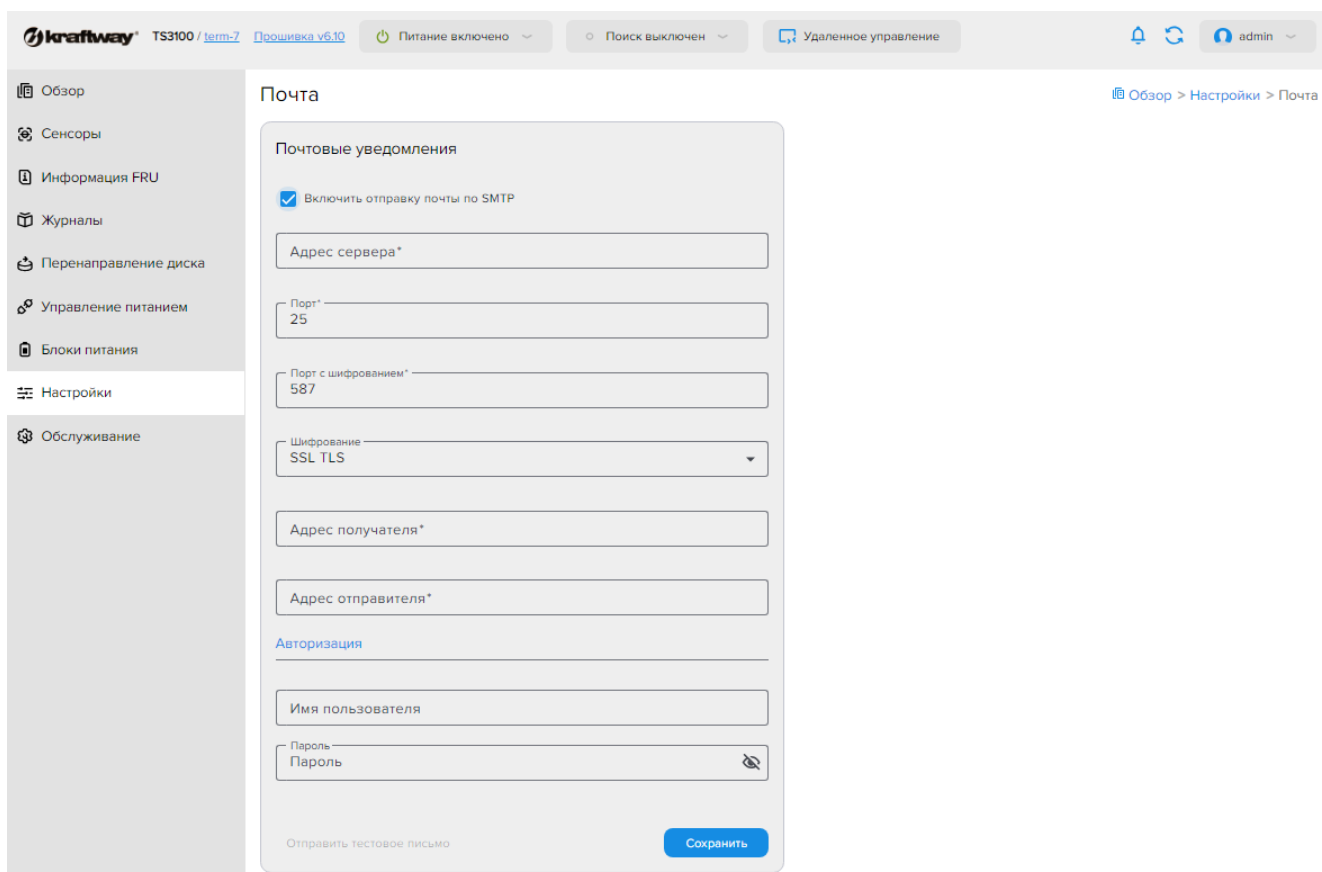 kraftway TS3100 / term-7 Прошивка v6.10 Питание включено Поиск выключен Удаленное управление admin
Обзор
Сенсоры
Информация FRU
Журналы
Перенаправление диска
Управление питанием
Блоки питания
Настройки
Обслуживание
Почта
Обзор > Настройки > Почта
Почтовые уведомления
Включить отправку почты по SMTP
Адрес сервера*
Порт*
25
Порт с шифрованием*
587
Шифрование
SSL TLS
Адрес получателя*
Адрес отправителя*
Авторизация
Имя пользователя
Пароль
Пароль
Отправить тестовое письмо
Сохранить